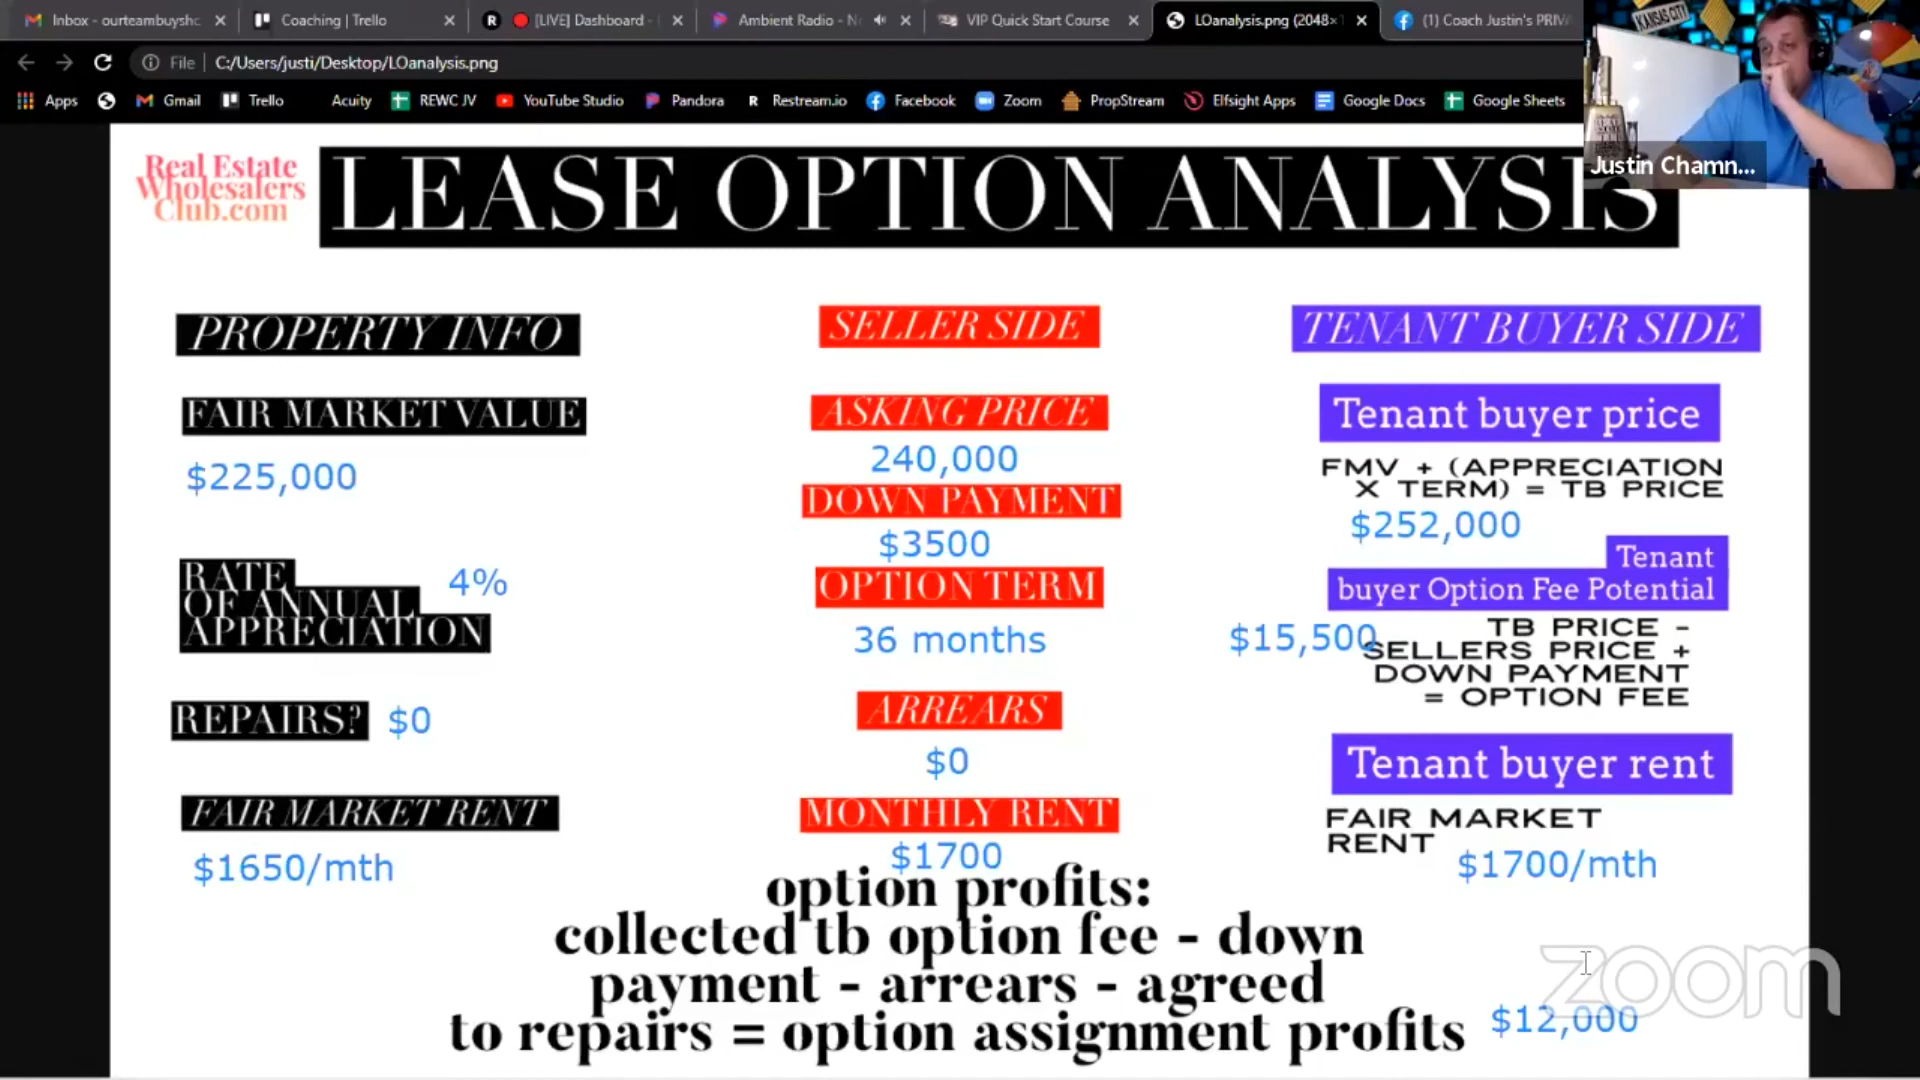 Inbox - ourteambuysho
Coaching | Trello
[LIVE] Dashboard -
Ambient Radio - No
VIP Quick Start Course
LOanalysis.png (2048×
(1) Coach Justin's PRIV
File
C:/Users/justi/Desktop/LOanalysis.png
Apps
Gmail
Trello
Acuity
REWC JV
YouTube Studio
Pandora
Restream.io
Facebook
Zoom
PropStream
Elfsight Apps
Google Docs
Google Sheets
KANSAS CITY
Justin Chamn...
Real Estate
Wholesalers
Club.com
LEASE OPTION ANALYSIS
PROPERTY INFO
FAIR MARKET VALUE
$225,000
RATE
OF ANNUAL
APPRECIATION
4%
REPAIRS?
$0
FAIR MARKET RENT
$1650/mth
SELLER SIDE
ASKING PRICE
240,000
DOWN PAYMENT
$3500
OPTION TERM
36 months
ARREARS
$0
MONTHLY RENT
$1700
TENANT BUYER SIDE
Tenant buyer price
FMV + (APPRECIATION
X TERM) = TB PRICE
$252,000
Tenant
buyer Option Fee Potential
$15,500
TB PRICE -
SELLERS PRICE +
DOWN PAYMENT
= OPTION FEE
Tenant buyer rent
FAIR MARKET
RENT
$1700/mth
option profits:
collected tb option fee - down
payment - arrears - agreed
to repairs = option assignment profits
$12,000
zoom